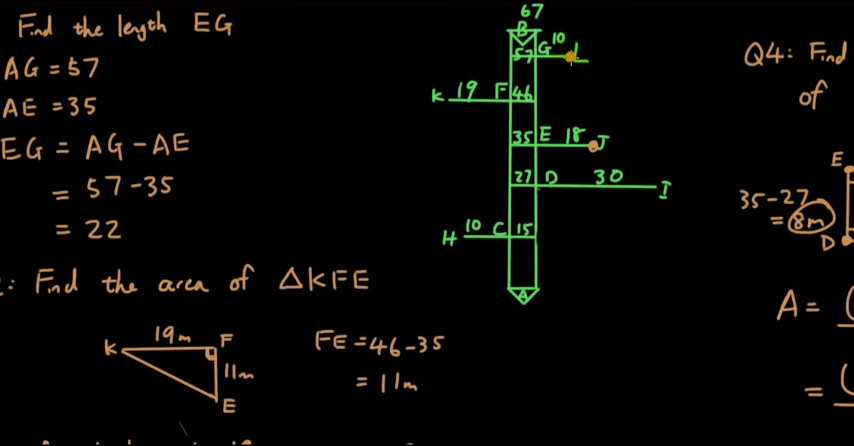 Find the length EG
AG = 57
AE = 35
EG = AG - AE
= 57-35
= 22
: Find the area of △KFE
K 19m F
11m
E
FE = 46-35
= 11m
67
B
57 G 10 L
K 19 F 46
35 E 18 J
27 D 30 I
H 10 C 15
A
Q4: Find
of
E
35-27
= 8m
D
A =
=